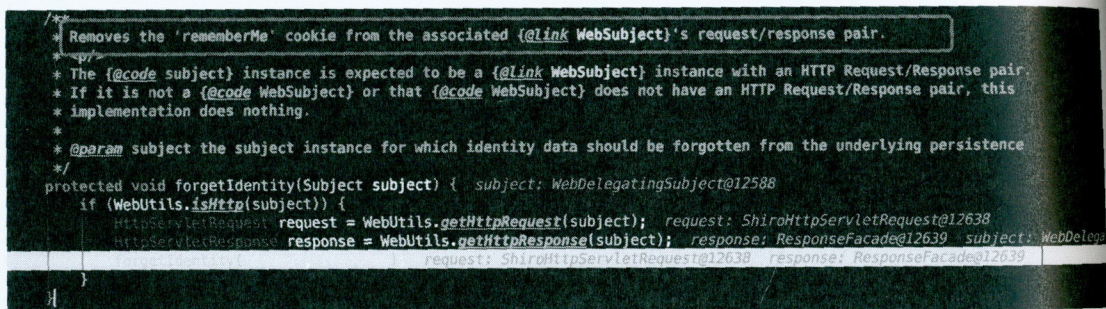 /**
* Removes the 'rememberMe' cookie from the associated {@link WebSubject}'s request/response pair.
* <p/>
* The {@code subject} instance is expected to be a {@link WebSubject} instance with an HTTP Request/Response pair.
* If it is not a {@code WebSubject} or that {@code WebSubject} does not have an HTTP Request/Response pair, this
* implementation does nothing.
*
* @param subject the subject instance for which identity data should be forgotten from the underlying persistence
*/
protected void forgetIdentity(Subject subject) { subject: WebDelegatingSubject@12588
if (WebUtils.isHttp(subject)) {
HttpServletRequest request = WebUtils.getHttpRequest(subject); request: ShiroHttpServletRequest@12638
HttpServletResponse response = WebUtils.getHttpResponse(subject); response: ResponseFacade@12639 subject: WebDelega
forgetIdentity( request: ShiroHttpServletRequest@12638 response: ResponseFacade@12639
}
}